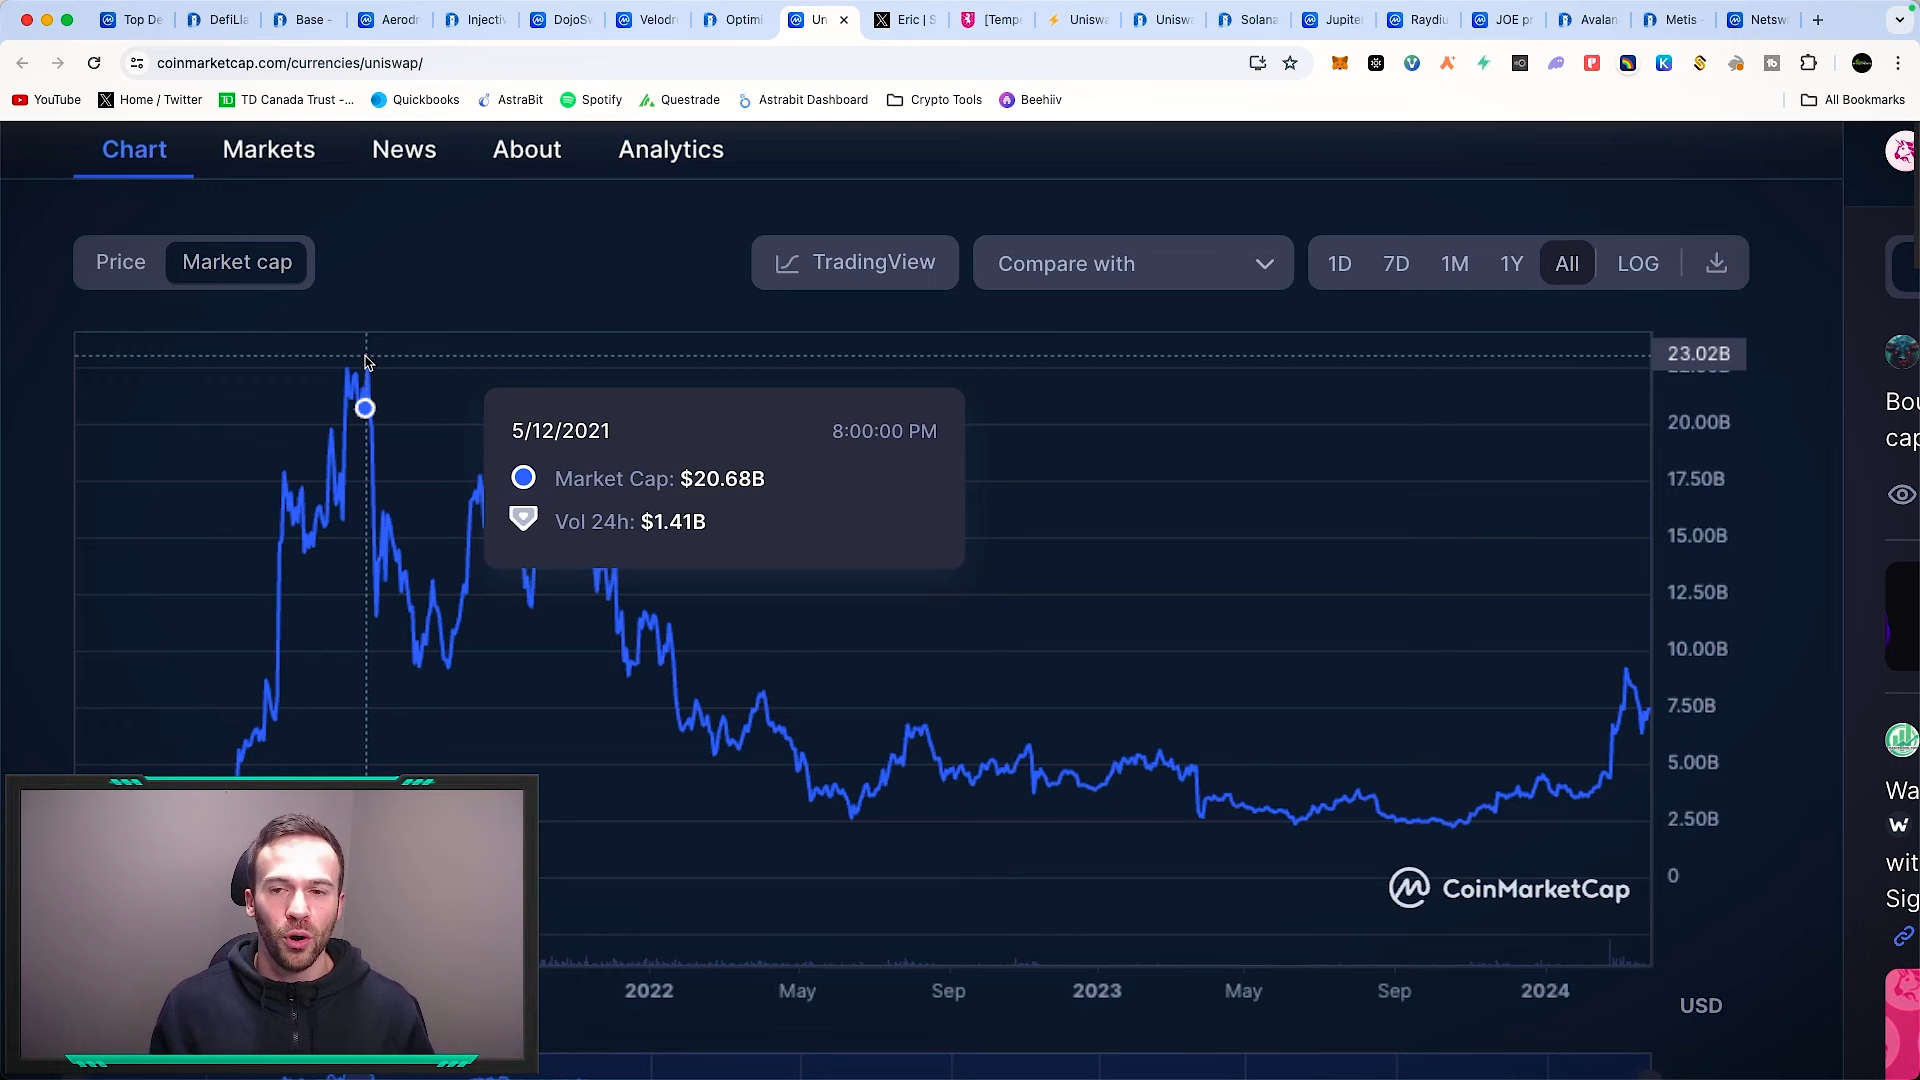 Top De
DefiLla
Base -
Aerodr
Injectiv
DojoSw
Velodr
Optimi
Un
Eric | S
[Tempe
Uniswa
Uniswa
Solana
Jupiter
Raydiu
JOE pr
Avalan
Metis -
Netswa
coinmarketcap.com/currencies/uniswap/
YouTube
Home / Twitter
TD Canada Trust -...
Quickbooks
AstraBit
Spotify
Questrade
Astrabit Dashboard
Crypto Tools
Beehiiv
All Bookmarks
Chart Markets News About Analytics
Price Market cap
TradingView
Compare with
1D 7D 1M 1Y All LOG
23.02B
20.00B
17.50B
15.00B
12.50B
10.00B
7.50B
5.00B
2.50B
0
5/12/2021 8:00:00 PM
Market Cap: $20.68B
Vol 24h: $1.41B
CoinMarketCap
2022 May Sep 2023 May Sep 2024
USD
Bou
cap
Wa
wit
Sig